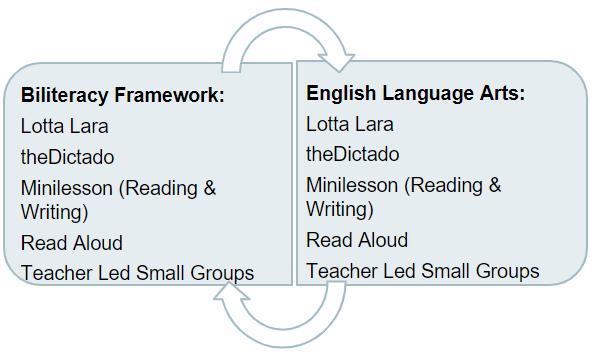 Biliteracy Framework:
Lotta Lara
theDictado
Minilesson (Reading &
Writing)
Read Aloud
Teacher Led Small Groups
English Language Arts:
Lotta Lara
theDictado
Minilesson (Reading &
Writing)
Read Aloud
Teacher Led Small Groups